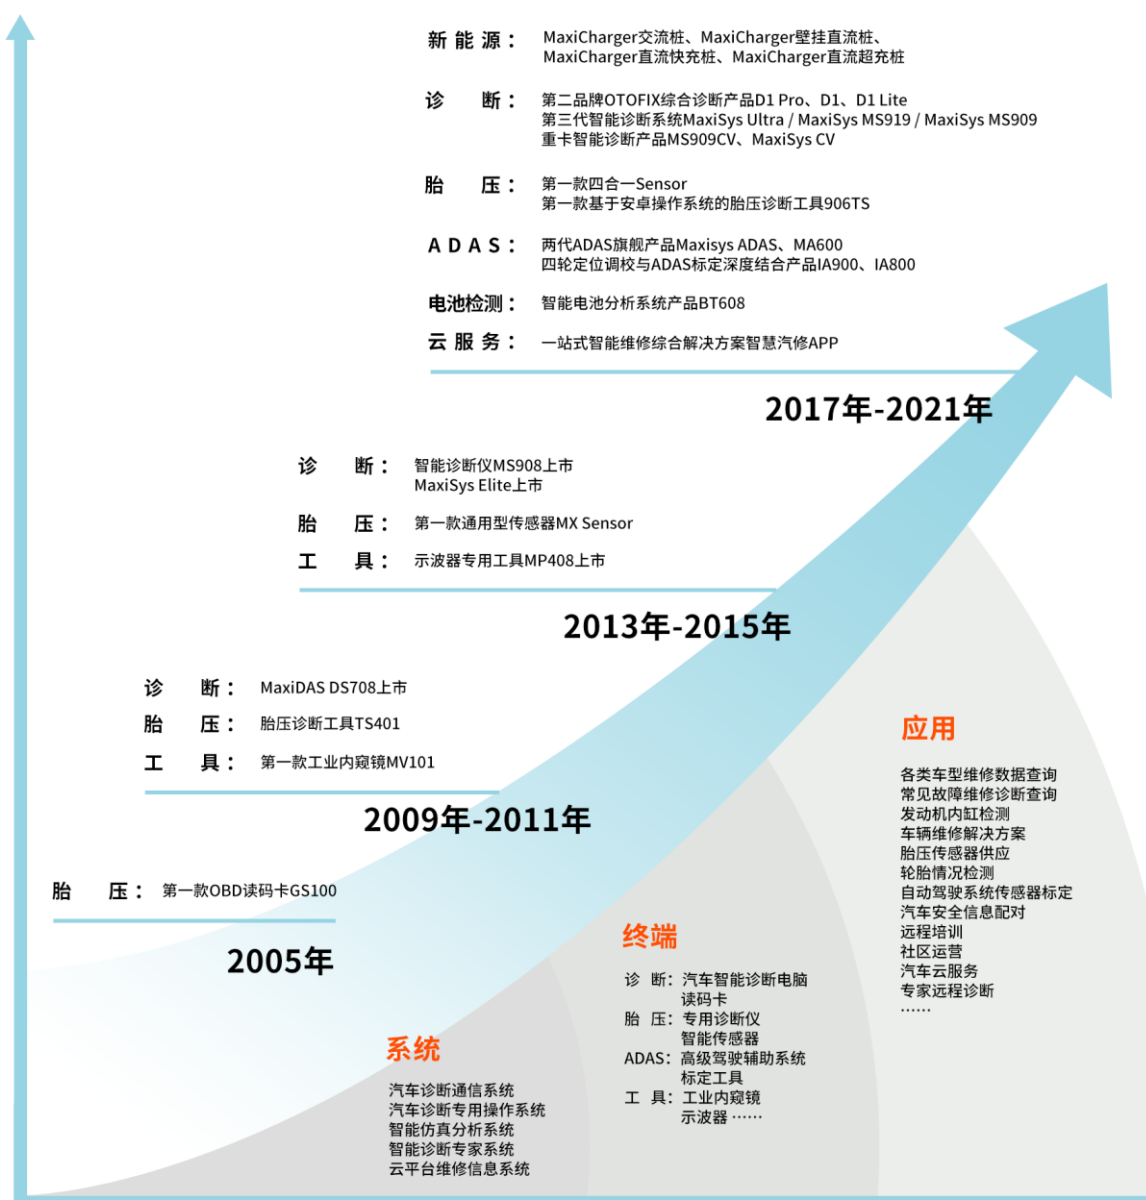 新能源： MaxiCharger交流桩、MaxiCharger壁挂直流桩、
MaxiCharger直流快充桩、MaxiCharger直流超充桩
诊断： 第二品牌OTOFIX综合诊断产品D1 Pro、D1、D1 Lite
第三代智能诊断系统MaxiSys Ultra / MaxiSys MS919 / MaxiSys MS909
重卡智能诊断产品MS909CV、MaxiSys CV
胎压： 第一款四合一Sensor
第一款基于安卓操作系统的胎压诊断工具906TS
ADAS： 两代ADAS旗舰产品Maxisys ADAS、MA600
四轮定位调校与ADAS标定深度结合产品IA900、IA800
电池检测： 智能电池分析系统产品BT608
云服务： 一站式智能维修综合解决方案智慧汽修APP
2017年-2021年
诊断： 智能诊断仪MS908上市
MaxiSys Elite上市
胎压： 第一款通用型传感器MX Sensor
工具： 示波器专用工具MP408上市
2013年-2015年
诊断： MaxiDAS DS708上市
胎压： 胎压诊断工具TS401
工具： 第一款工业内窥镜MV101
2009年-2011年
胎压： 第一款OBD读码卡GS100
2005年
系统
汽车诊断通信系统
汽车诊断专用操作系统
智能仿真分析系统
智能诊断专家系统
云平台维修信息系统
终端
诊断：汽车智能诊断电脑
读码卡
胎压：专用诊断仪
智能传感器
ADAS：高级驾驶辅助系统
标定工具
工具：工业内窥镜
示波器 ……
应用
各类车型维修数据查询
常见故障维修诊断查询
发动机内缸检测
车辆维修解决方案
胎压传感器供应
轮胎情况检测
自动驾驶系统传感器标定
汽车安全信息配对
远程培训
社区运营
汽车云服务
专家远程诊断
……